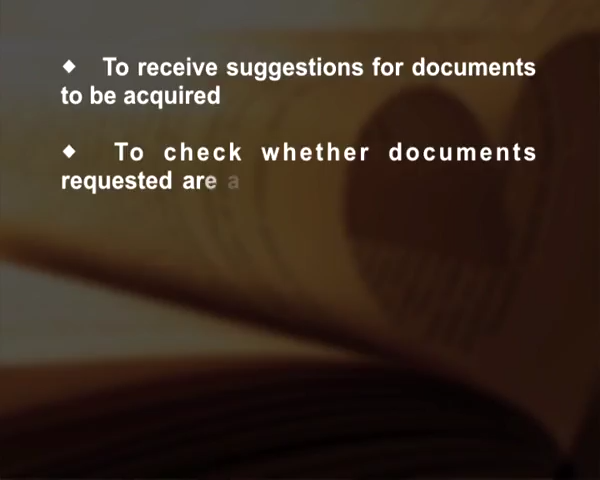 ◆ To receive suggestions for documents
to be acquired
◆ To check whether documents
requested are a